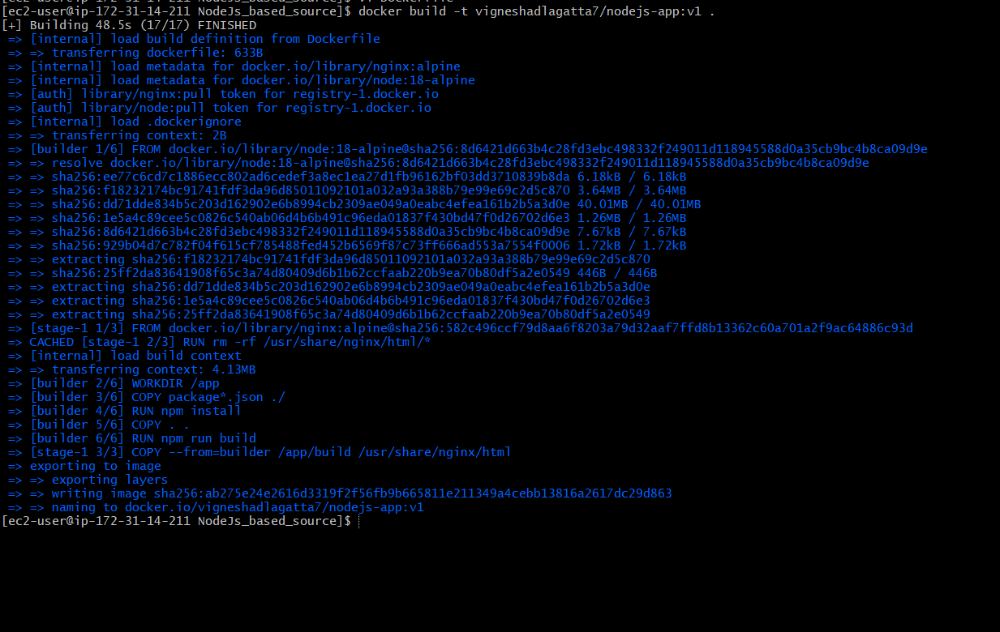 [ec2-user@ip-172-31-14-211 NodeJs_based_source]$ vi Dockerfile
[ec2-user@ip-172-31-14-211 NodeJs_based_source]$ docker build -t vigneshadlagatta7/nodejs-app:v1 .
[+] Building 48.5s (17/17) FINISHED
=> [internal] load build definition from Dockerfile
=> => transferring dockerfile: 633B
=> [internal] load metadata for docker.io/library/nginx:alpine
=> [internal] load metadata for docker.io/library/node:18-alpine
=> [auth] library/nginx:pull token for registry-1.docker.io
=> [auth] library/node:pull token for registry-1.docker.io
=> [internal] load .dockerignore
=> => transferring context: 2B
=> [builder 1/6] FROM docker.io/library/node:18-alpine@sha256:8d6421d663b4c28fd3ebc498332f249011d118945588d0a35cb9bc4b8ca09d9e
=> => resolve docker.io/library/node:18-alpine@sha256:8d6421d663b4c28fd3ebc498332f249011d118945588d0a35cb9bc4b8ca09d9e
=> => sha256:ee77c6cd7c1886ecc802ad6cedef3a8ec1ea27d1fb96162bf03dd3710839b8da 6.18kB / 6.18kB
=> => sha256:f18232174bc91741fdf3da96d85011092101a032a93a388b79e99e69c2d5c870 3.64MB / 3.64MB
=> => sha256:dd71dde834b5c203d162902e6b8994cb2309ae049a0eabc4efea161b2b5a3d0e 40.01MB / 40.01MB
=> => sha256:1e5a4c89cee5c0826c540ab06d4b6b491c96eda01837f430bd47f0d26702d6e3 1.26MB / 1.26MB
=> => sha256:8d6421d663b4c28fd3ebc498332f249011d118945588d0a35cb9bc4b8ca09d9e 7.67kB / 7.67kB
=> => sha256:929b04d7c782f04f615cf785488fed452b6569f87c73ff666ad553a7554f0006 1.72kB / 1.72kB
=> => extracting sha256:f18232174bc91741fdf3da96d85011092101a032a93a388b79e99e69c2d5c870
=> => sha256:25ff2da83641908f65c3a74d80409d6b1b62ccfaab220b9ea70b80df5a2e0549 446B / 446B
=> => extracting sha256:dd71dde834b5c203d162902e6b8994cb2309ae049a0eabc4efea161b2b5a3d0e
=> => extracting sha256:1e5a4c89cee5c0826c540ab06d4b6b491c96eda01837f430bd47f0d26702d6e3
=> => extracting sha256:25ff2da83641908f65c3a74d80409d6b1b62ccfaab220b9ea70b80df5a2e0549
=> [stage-1 1/3] FROM docker.io/library/nginx:alpine@sha256:582c496ccf79d8aa6f8203a79d32aaf7ffd8b13362c60a701a2f9ac64886c93d
=> CACHED [stage-1 2/3] RUN rm -rf /usr/share/nginx/html/*
=> [internal] load build context
=> => transferring context: 4.13MB
=> [builder 2/6] WORKDIR /app
=> [builder 3/6] COPY package*.json ./
=> [builder 4/6] RUN npm install
=> [builder 5/6] COPY . .
=> [builder 6/6] RUN npm run build
=> [stage-1 3/3] COPY --from=builder /app/build /usr/share/nginx/html
=> exporting to image
=> => exporting layers
=> => writing image sha256:ab275e24e2616d3319f2f56fb9b665811e211349a4cebb13816a2617dc29d863
=> => naming to docker.io/vigneshadlagatta7/nodejs-app:v1
[ec2-user@ip-172-31-14-211 NodeJs_based_source]$